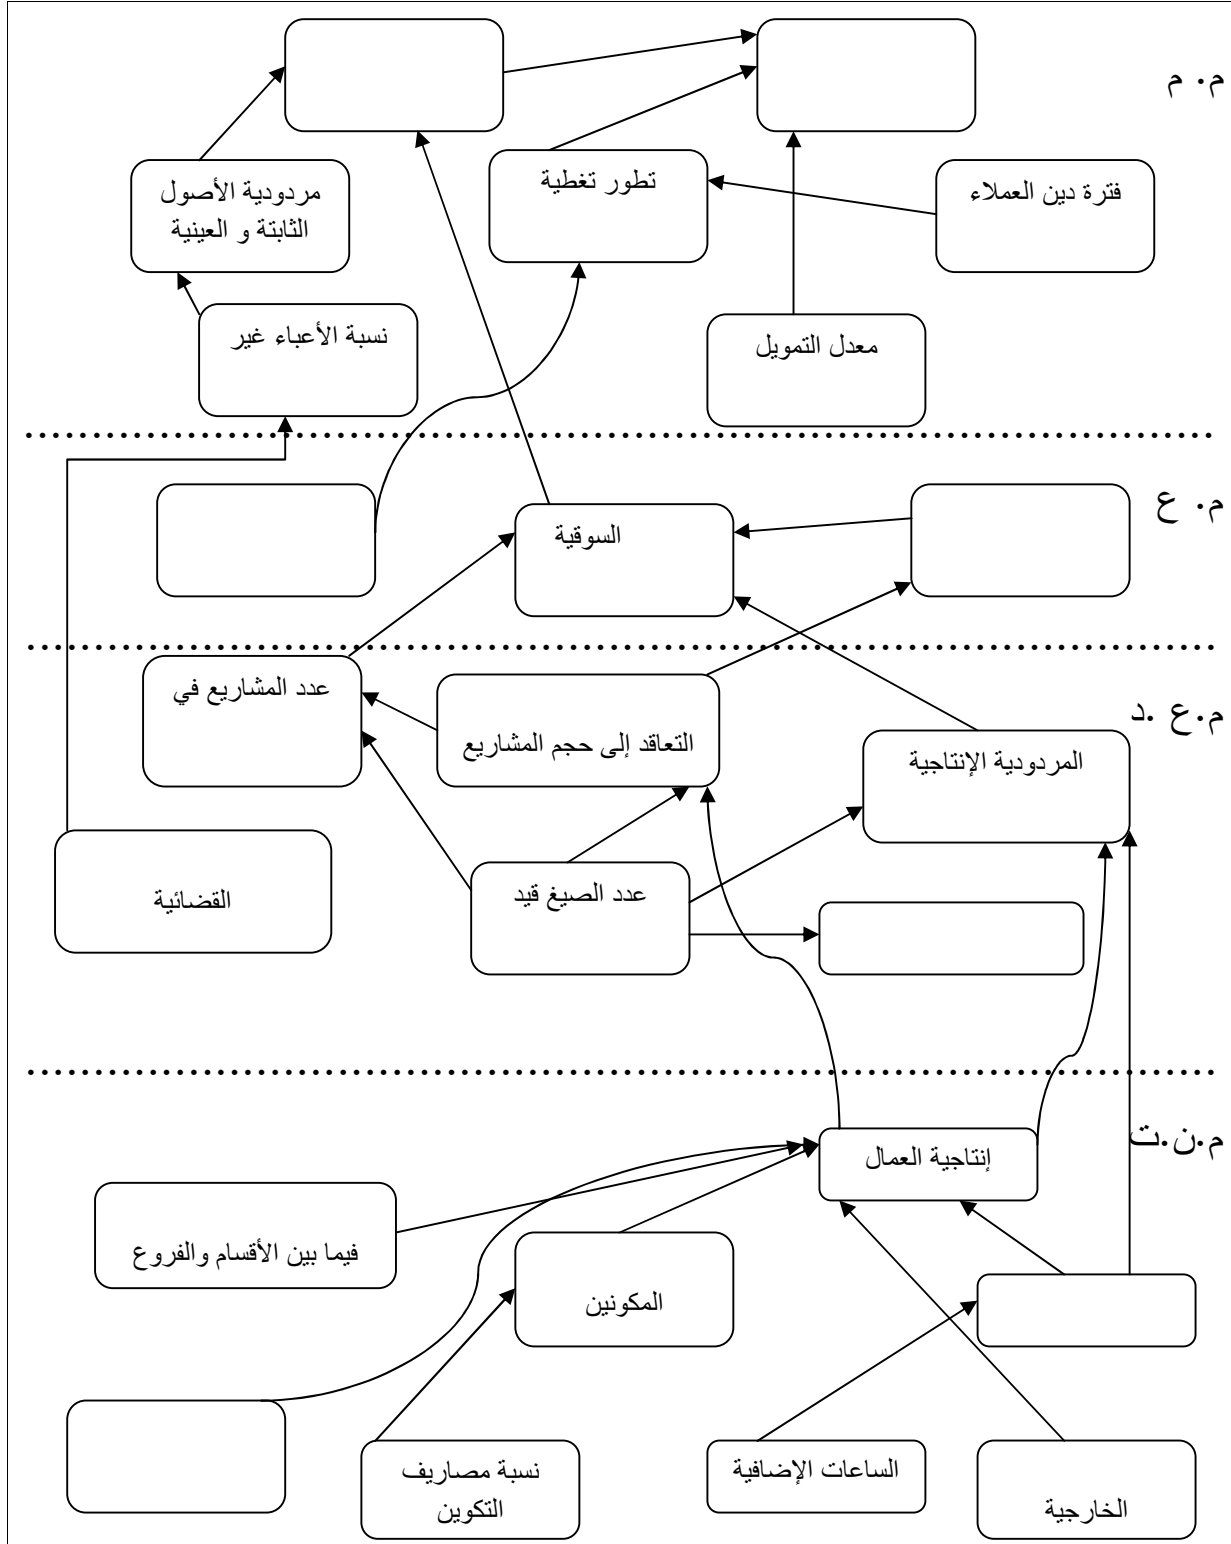 م. م
تطور تغطية
فترة دين العملاء
مردودية الأصول
الثابتة و العينية
نسبة الأعباء غير
معدل التمويل
م. ع
السوقية
م.ع .د
عدد المشاريع في
التعاقد إلى حجم المشاريع
المردودية الإنتاجية
القضائية
عدد الصيغ قيد
م.ن.ت
إنتاجية العمال
فيما بين الأقسام والفروع
المكونين
نسبة مصاريف
التكوين
الساعات الإضافية
الخارجية